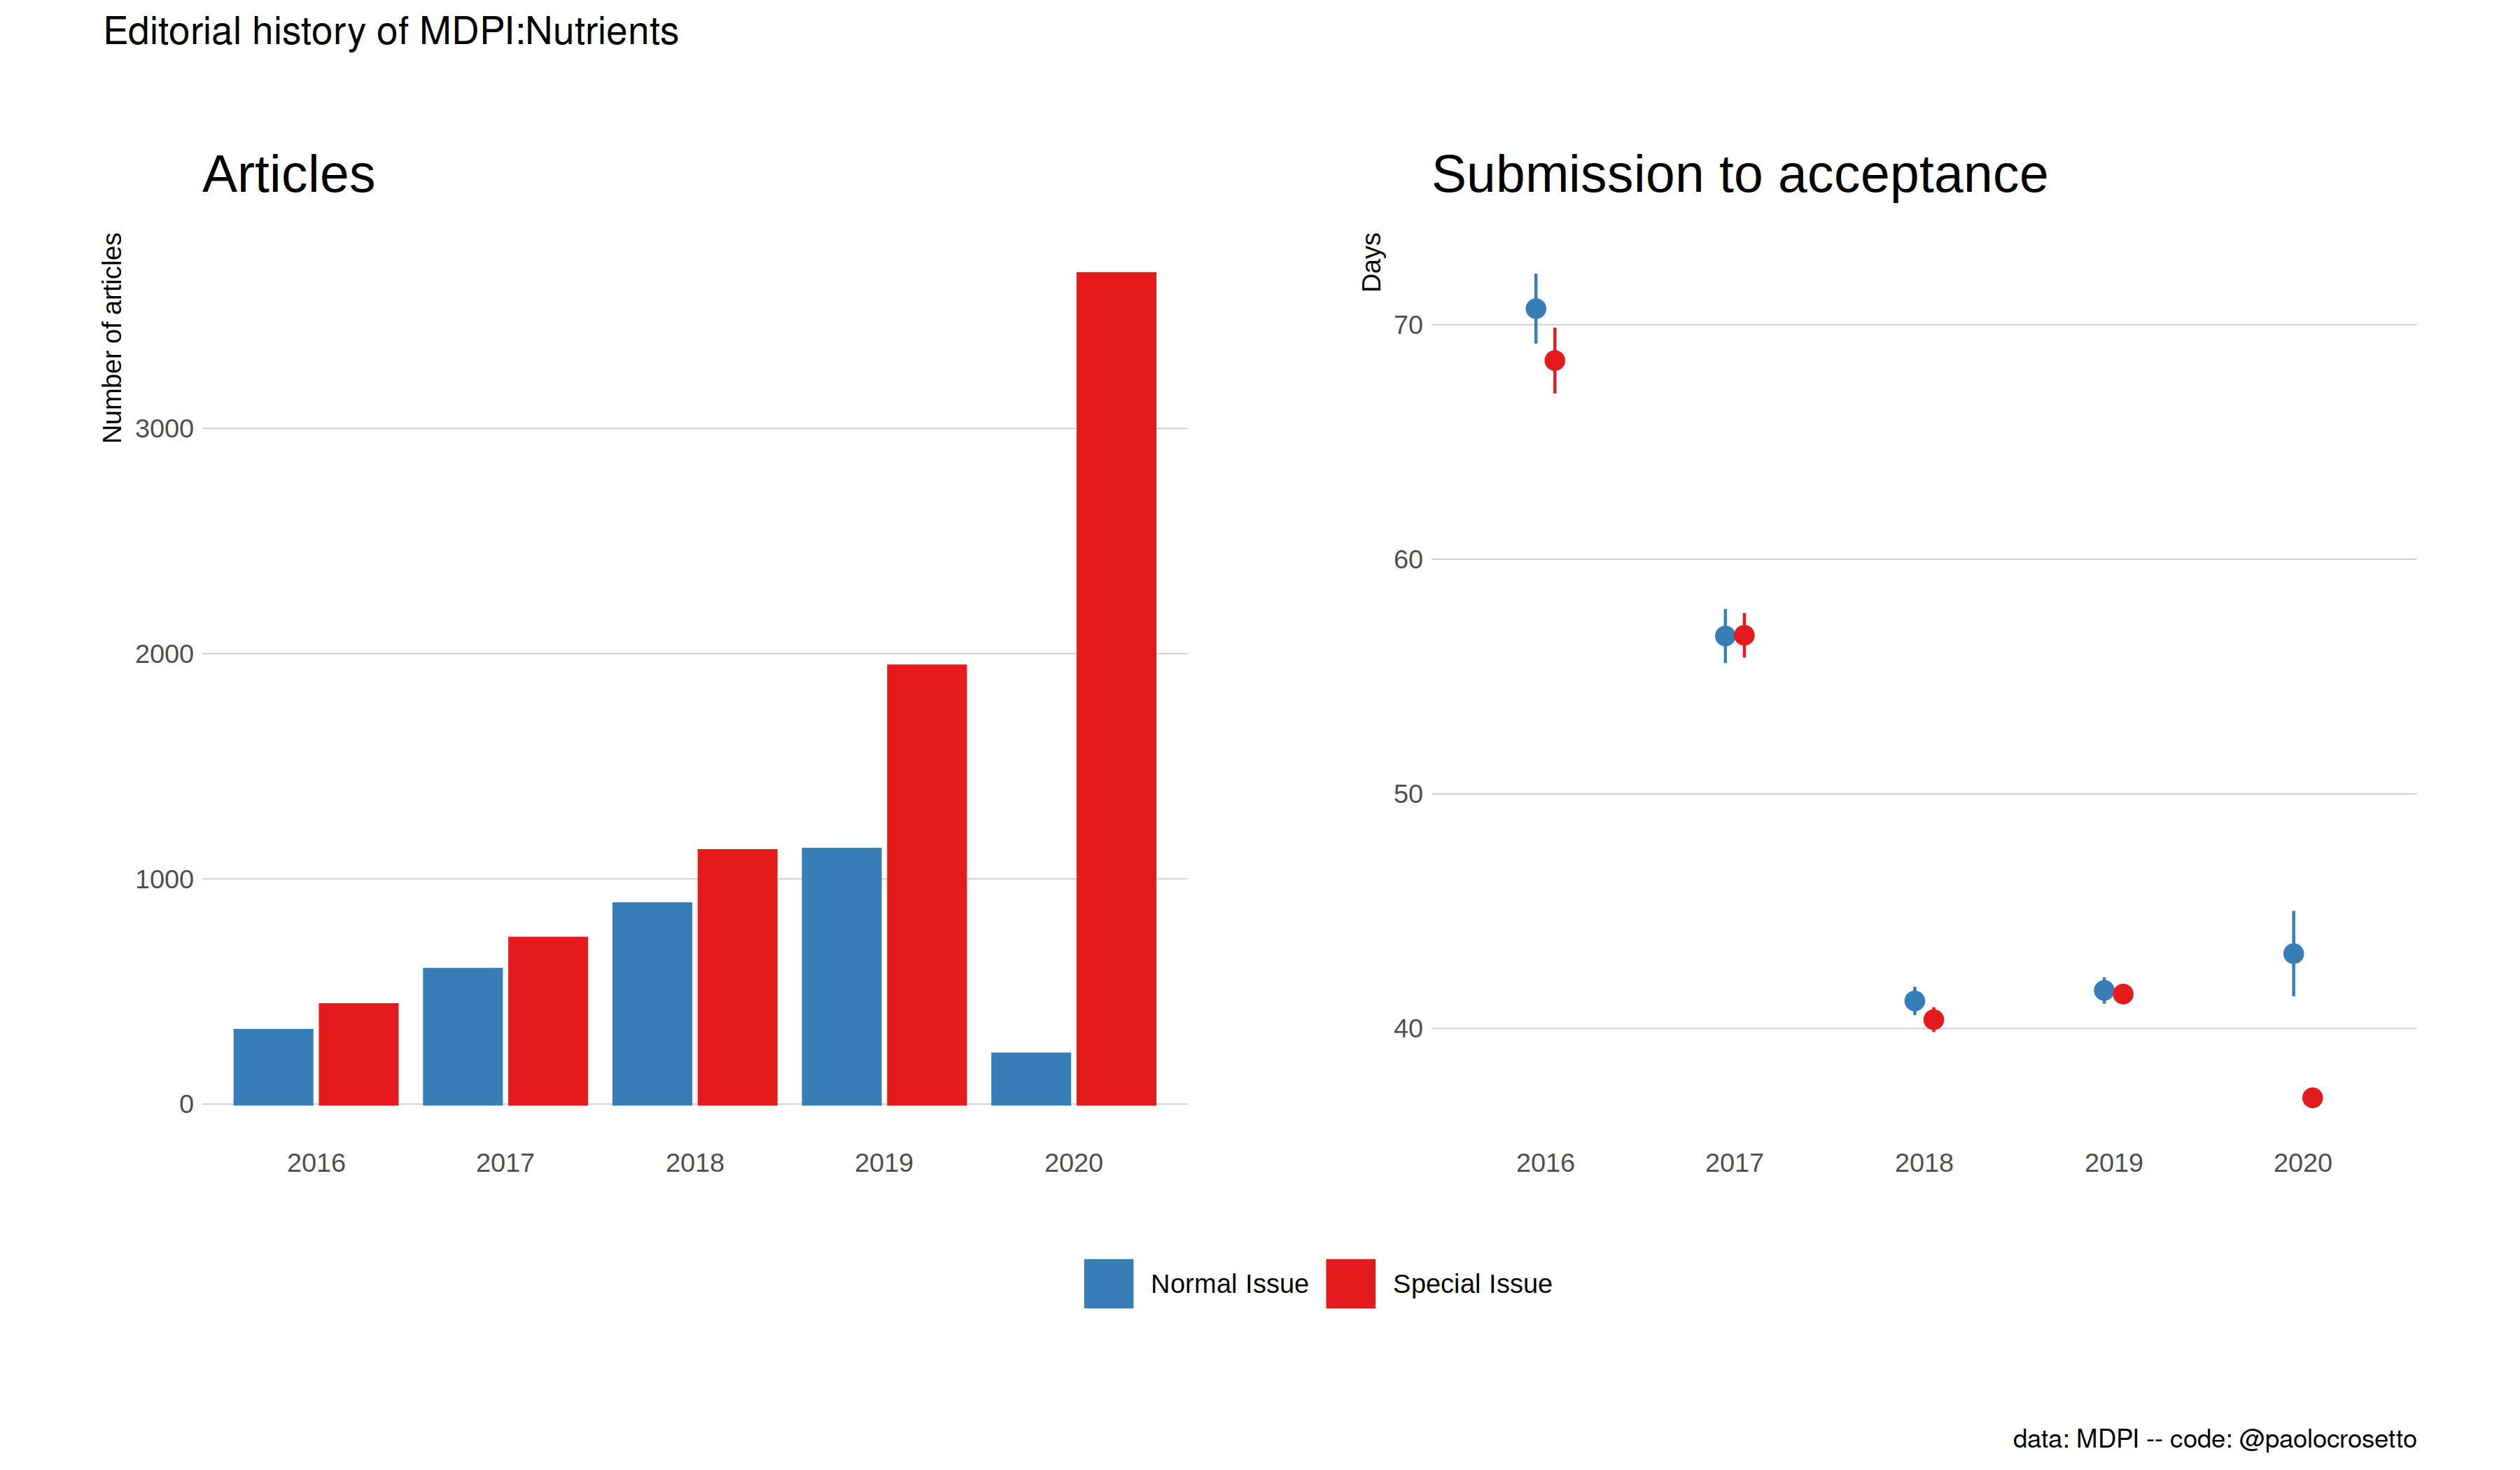 Editorial history of MDPI:Nutrients
Articles
Number of articles
3000
2000
1000
0
2016 2017 2018 2019 2020
Submission to acceptance
Days
70
60
50
40
2016 2017 2018 2019 2020
Normal Issue Special Issue
data: MDPI -- code: @paolocrosetto